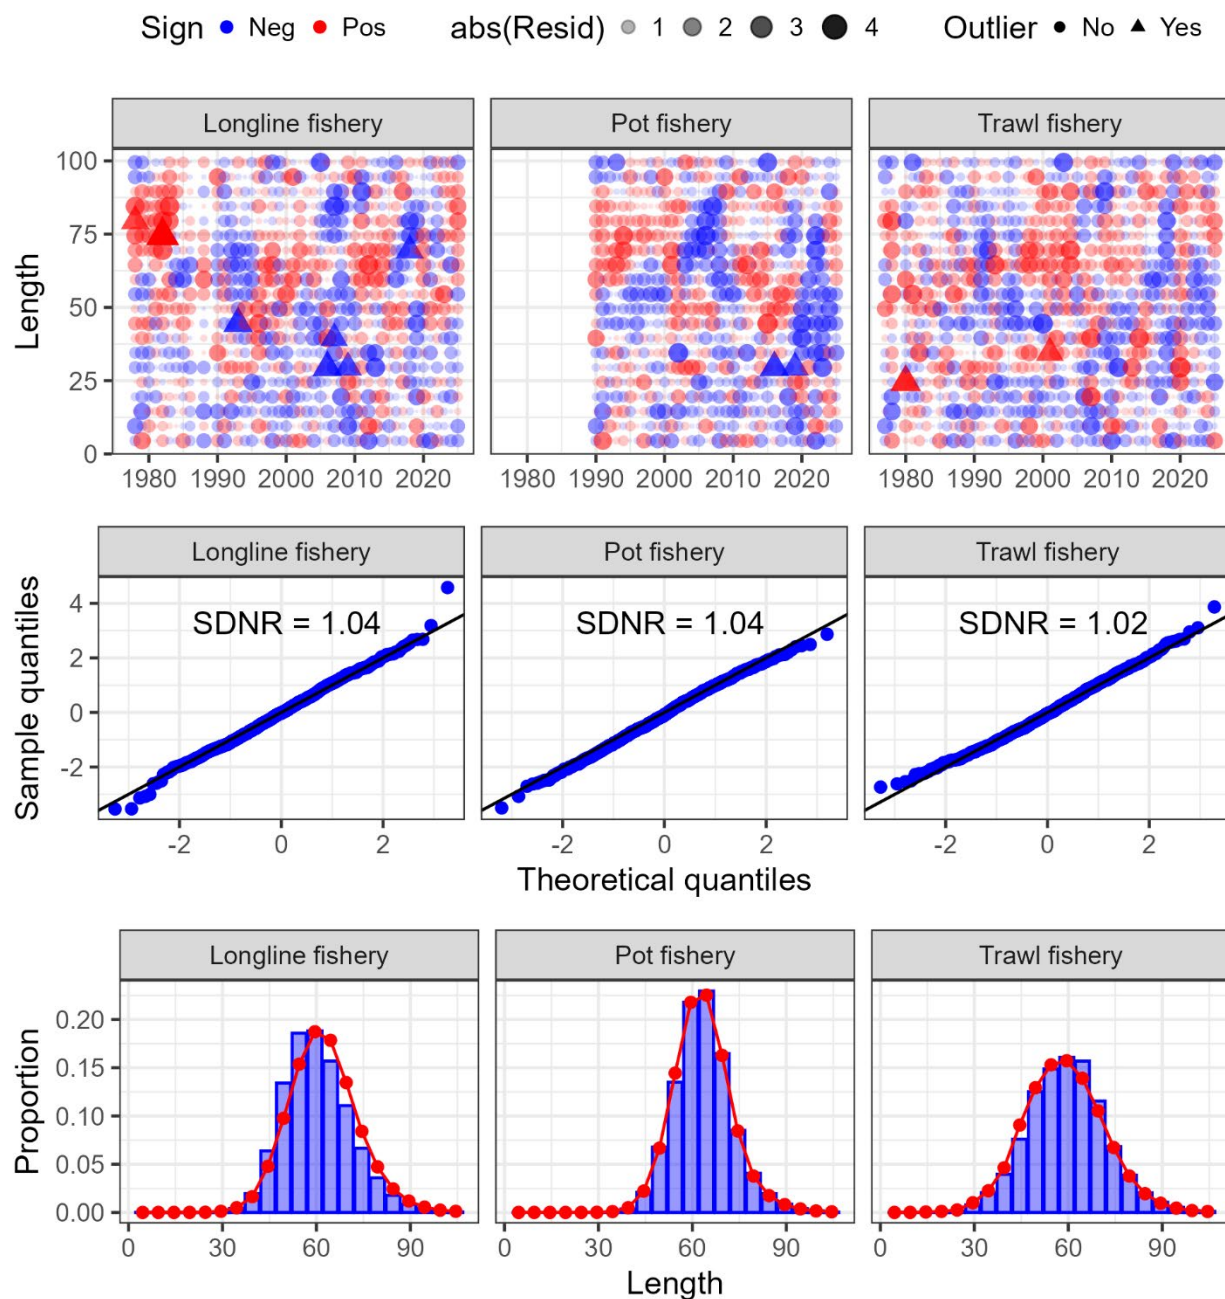 Sign Neg Pos abs(Resid) 1 2 3 4 Outlier No Yes
Longline fishery Pot fishery Trawl fishery
100
75
50
25
0
Length
1980 1990 2000 2010 2020 1980 1990 2000 2010 2020 1980 1990 2000 2010 2020
Longline fishery Pot fishery Trawl fishery
4
2
0
-2
Sample quantiles
SDNR = 1.04 SDNR = 1.04 SDNR = 1.02
-2 0 2 -2 0 2 -2 0 2
Theoretical quantiles
Longline fishery Pot fishery Trawl fishery
0.20
0.15
0.10
0.05
0.00
Proportion
0 30 60 90 0 30 60 90 0 30 60 90
Length